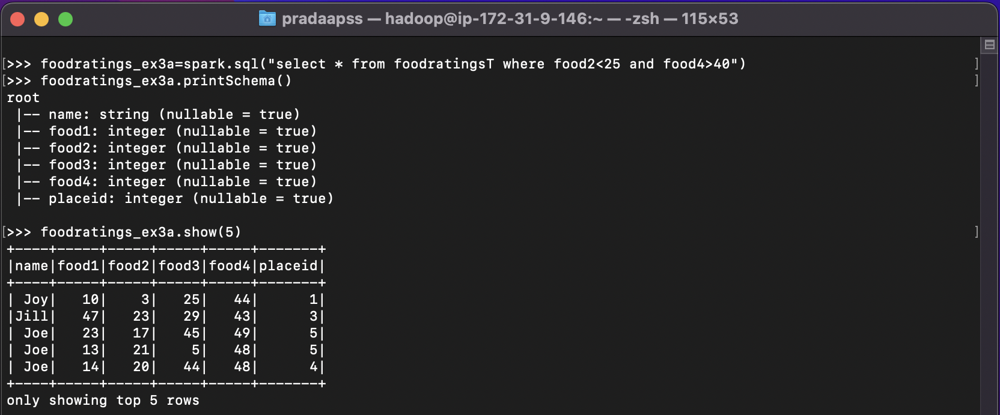 pradaapss — hadoop@ip-172-31-9-146:~ — -zsh — 115×53
[>>> foodratings_ex3a=spark.sql("select * from foodratingsT where food2<25 and food4>40") ]
[>>> foodratings_ex3a.printSchema() ]
root
 |-- name: string (nullable = true)
 |-- food1: integer (nullable = true)
 |-- food2: integer (nullable = true)
 |-- food3: integer (nullable = true)
 |-- food4: integer (nullable = true)
 |-- placeid: integer (nullable = true)
[>>> foodratings_ex3a.show(5) ]
+----+-----+-----+-----+-----+-------+
|name|food1|food2|food3|food4|placeid|
+----+-----+-----+-----+-----+-------+
| Joy|   10|    3|   25|   44|      1|
|Jill|   47|   23|   29|   43|      3|
| Joe|   23|   17|   45|   49|      5|
| Joe|   13|   21|    5|   48|      5|
| Joe|   14|   20|   44|   48|      4|
+----+-----+-----+-----+-----+-------+
only showing top 5 rows